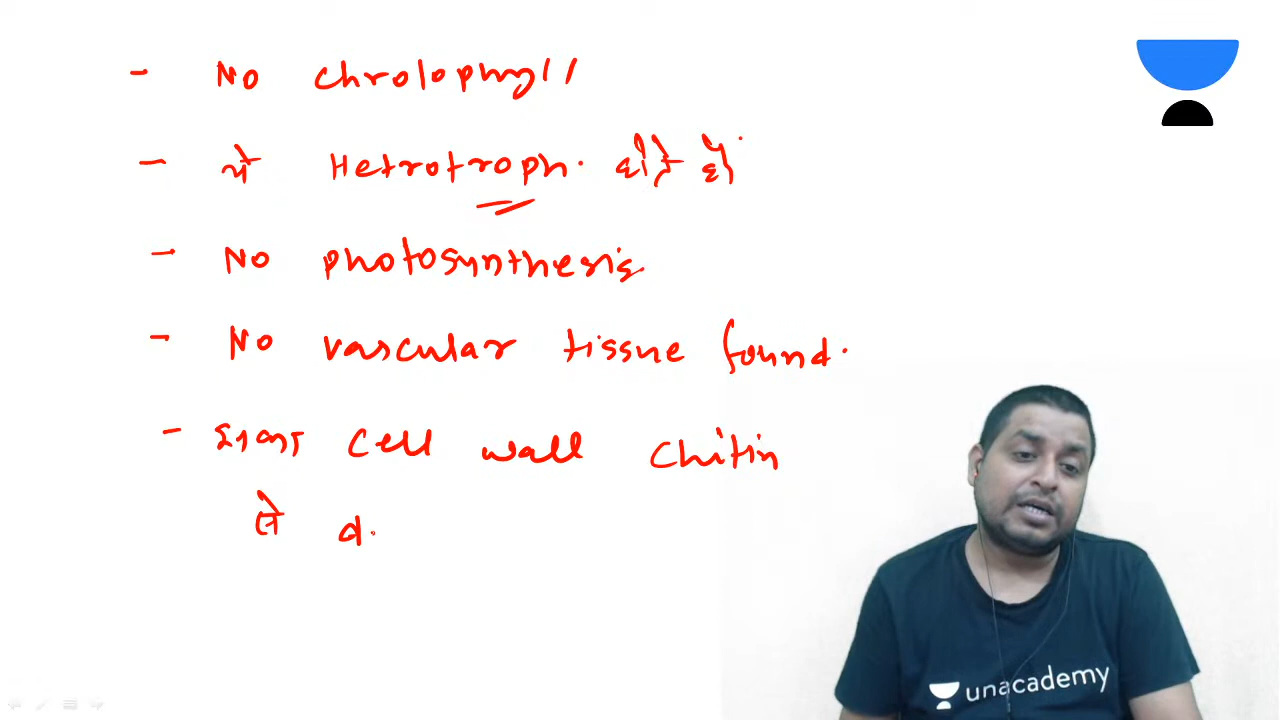 - No chrolophyll
- ये Hetrotroph. होते हैं
- No photosynthesis
- No vascular tissue found.
- इनका cell wall chitin
से ब
unacademy